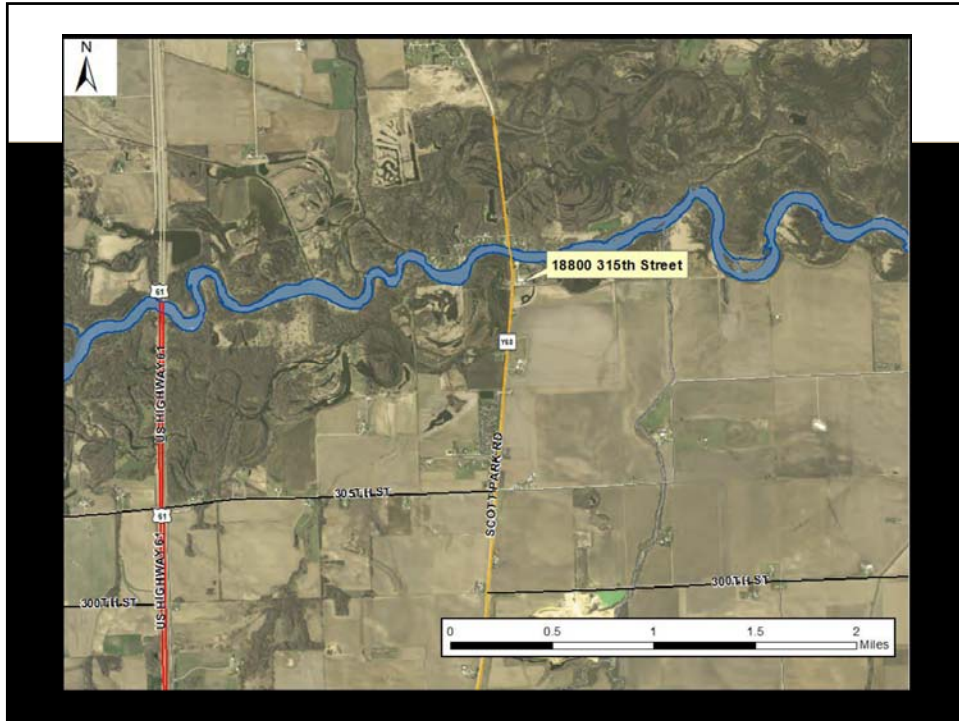 N
18800 315th Street
61
Y68
US HIGHWAY 61
SCOTT PARK RD
305TH ST
61
US HIGHWAY 61
300TH ST
300TH ST
0 0.5 1 1.5 2
Miles